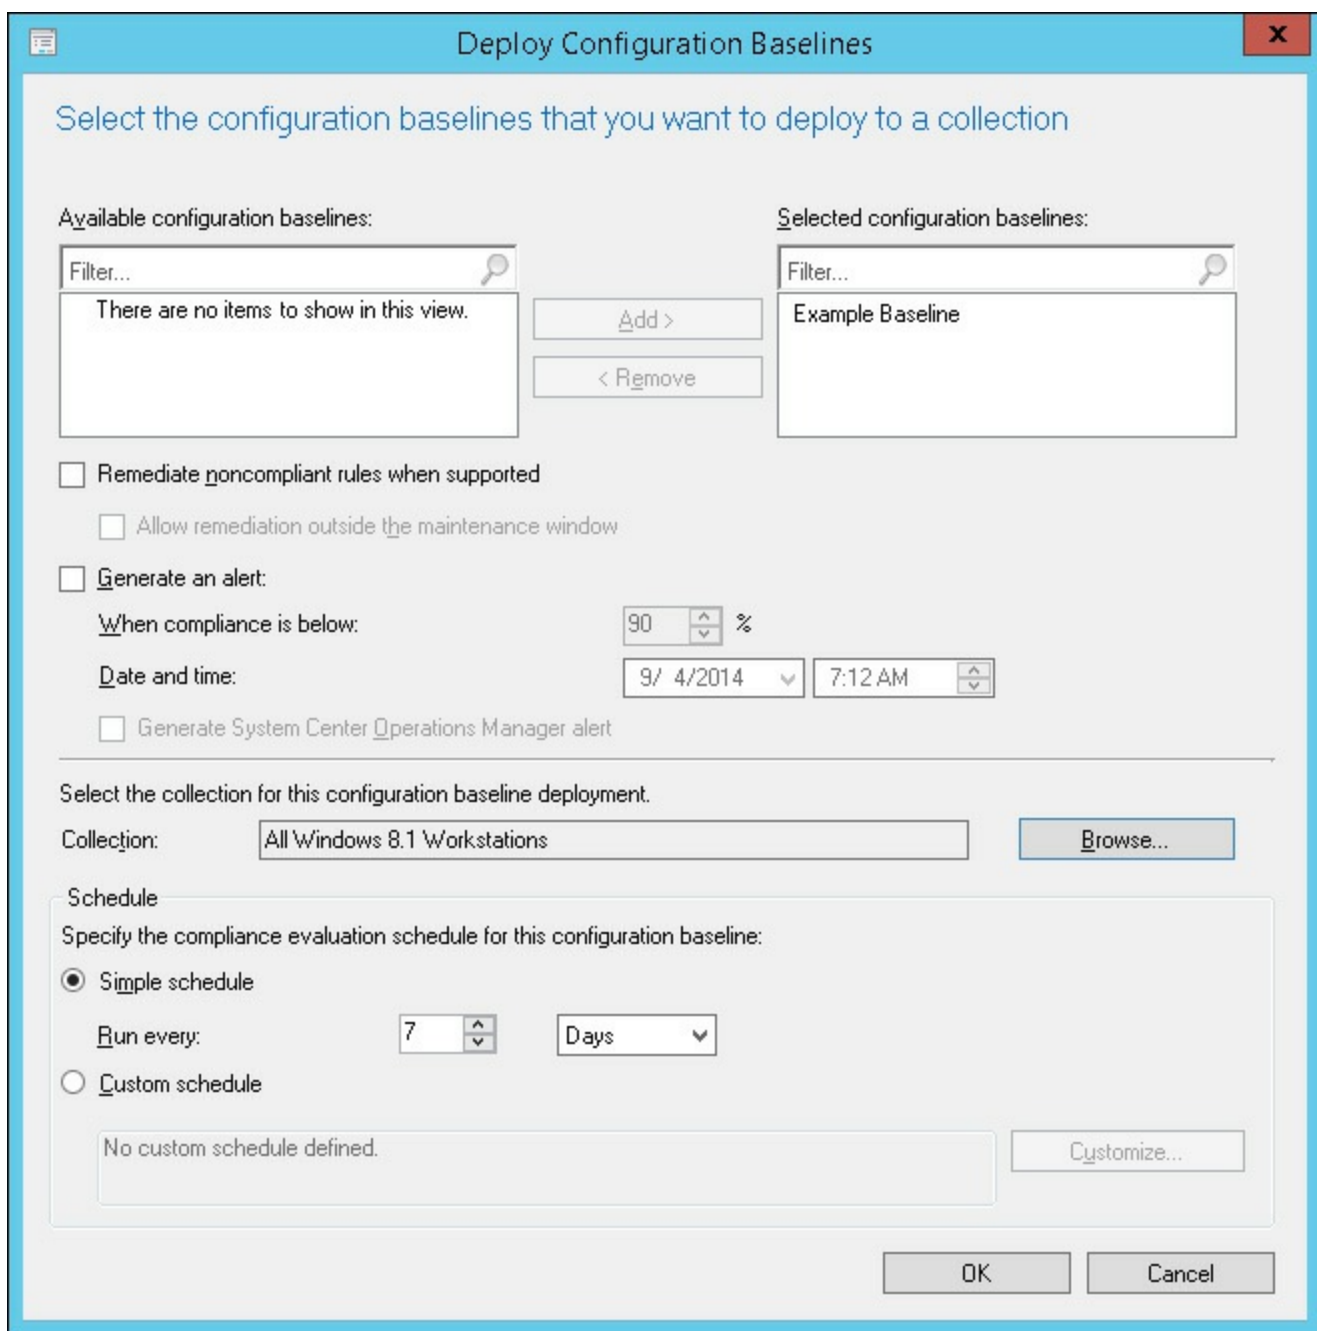 Deploy Configuration Baselines
x
Select the configuration baselines that you want to deploy to a collection
Available configuration baselines:
Selected configuration baselines:
Filter...
Filter...
There are no items to show in this view.
Add >
Example Baseline
< Remove
Remediate noncompliant rules when supported
Allow remediation outside the maintenance window
Generate an alert:
When compliance is below:
90
%
Date and time:
9/ 4/2014
7:12 AM
Generate System Center Operations Manager alert
Select the collection for this configuration baseline deployment.
Collection:
All Windows 8.1 Workstations
Browse...
Schedule
Specify the compliance evaluation schedule for this configuration baseline:
Simple schedule
Run every:
7
Days
Custom schedule
No custom schedule defined.
Customize...
OK
Cancel